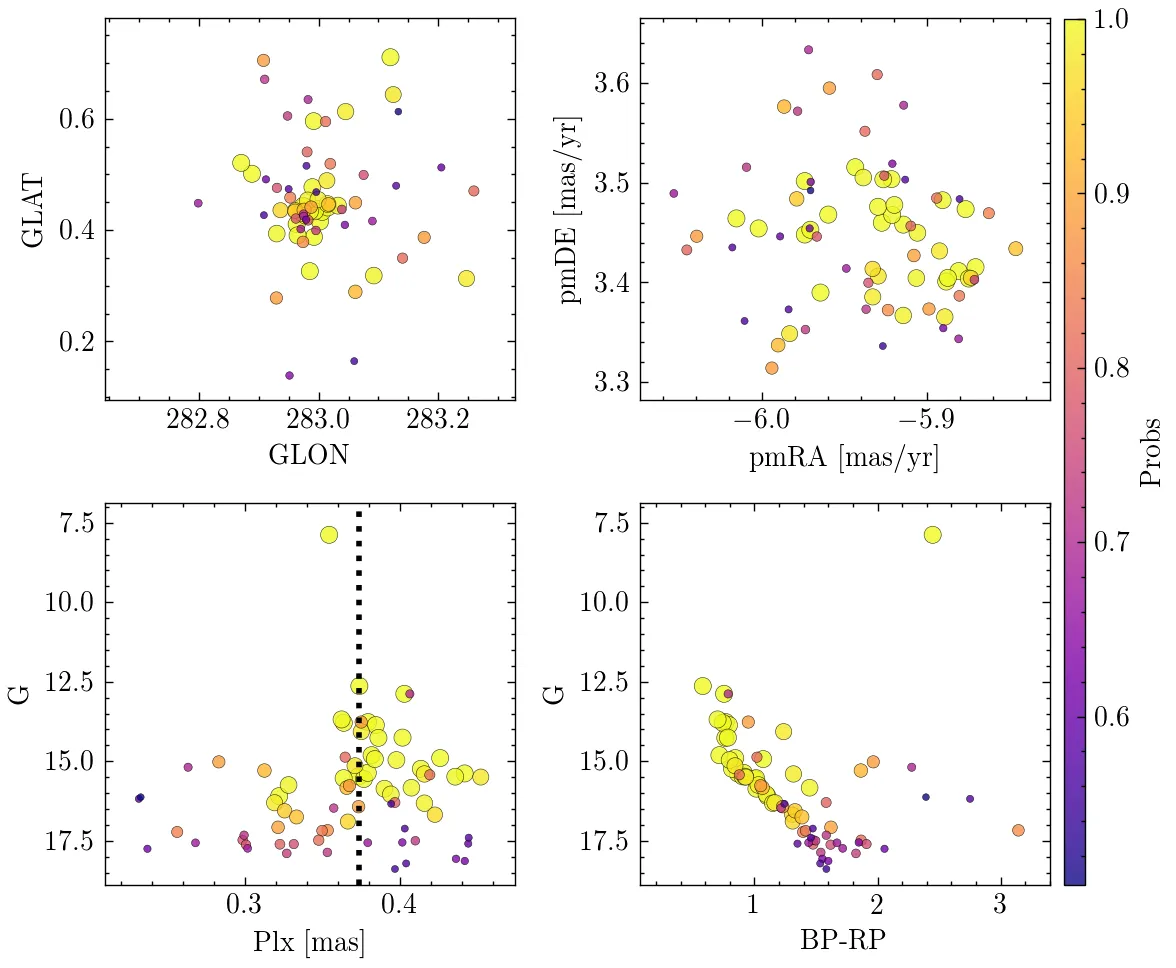 GLAT
0.6
0.4
0.2
282.8 283.0 283.2
GLON
pmDE [mas/yr]
3.6
3.5
3.4
3.3
−6.0 −5.9
pmRA [mas/yr]
G
7.5
10.0
12.5
15.0
17.5
0.3 0.4
Plx [mas]
G
7.5
10.0
12.5
15.0
17.5
1 2 3
BP-RP
1.0
0.9
0.8
0.7
0.6
Probs